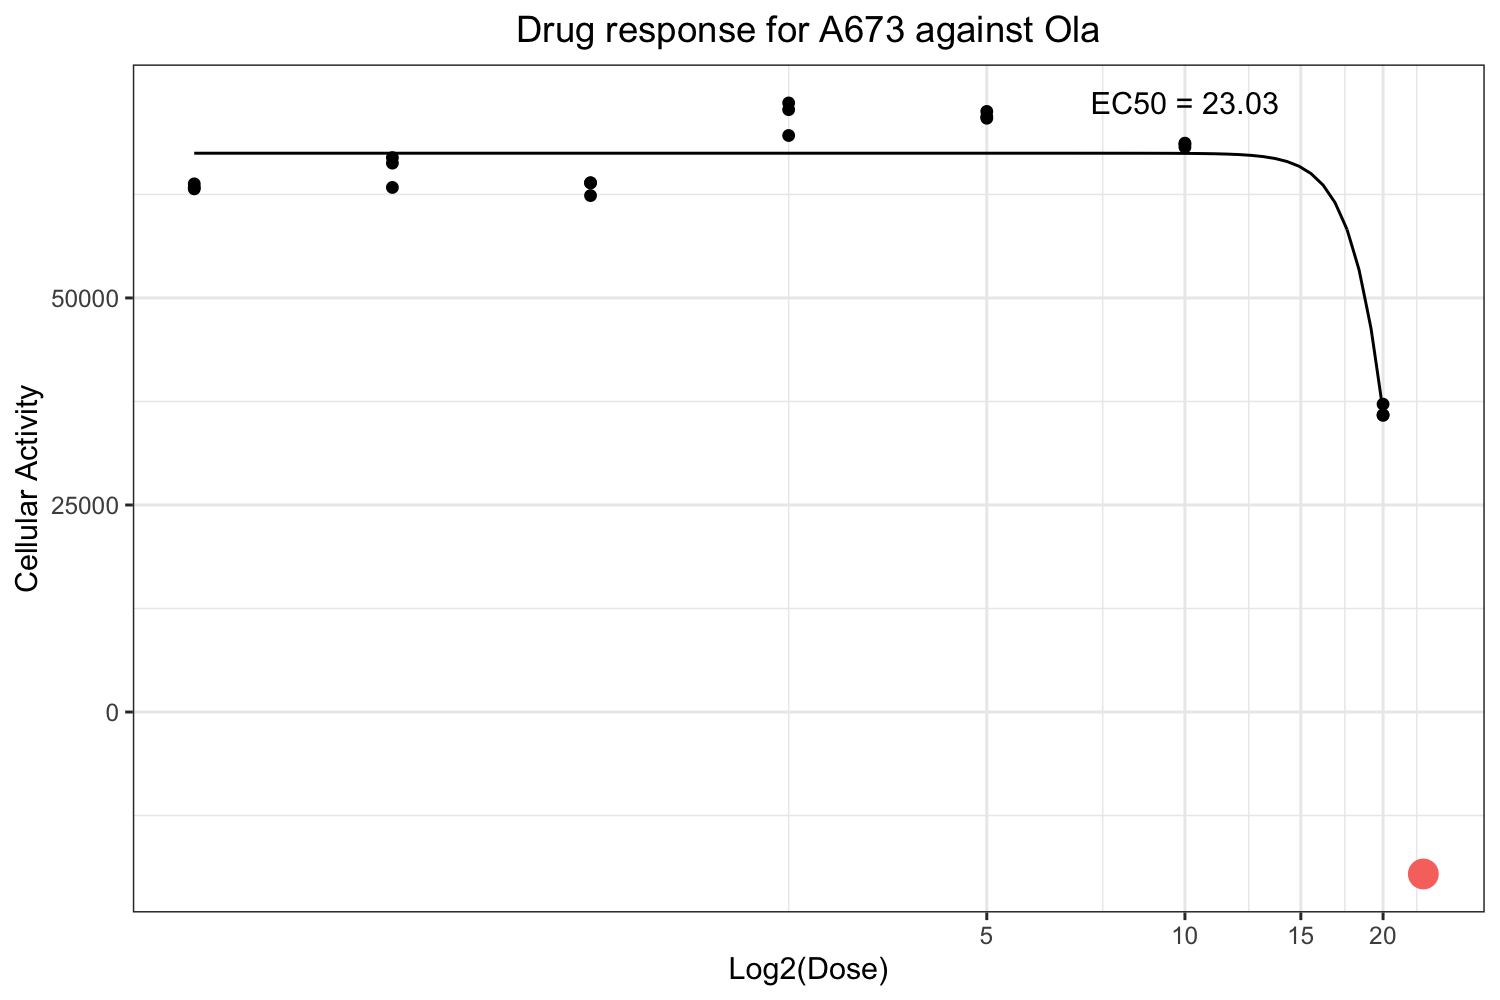 Drug response for A673 against Ola
EC50 = 23.03
Cellular Activity
50000
25000
0
5 10 15 20
Log2(Dose)